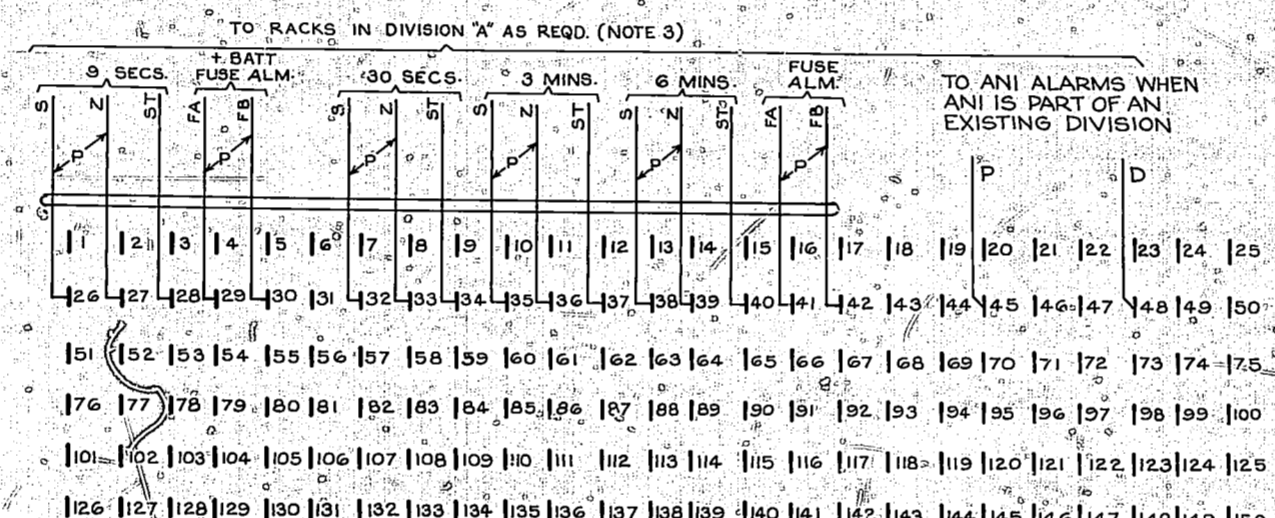 TO RACKS IN DIVISION "A" AS REQD. (NOTE 3)
9 SECS.
+ BATT
FUSE ALM.
30 SECS.
3 MINS.
6 MINS.
FUSE
ALM.
TO ANI ALARMS WHEN
ANI IS PART OF AN
EXISTING DIVISION
S Z ST FA FB S Z ST S Z ST S Z ST FA FB
P P P P P P
P D
1 2 3 4 5 6 7 8 9 10 11 12 13 14 15 16 17 18 19 20 21 22 23 24 25
26 27 28 29 30 31 32 33 34 35 36 37 38 39 40 41 42 43 44 45 46 47 48 49 50
51 52 53 54 55 56 57 58 59 60 61 62 63 64 65 66 67 68 69 70 71 72 73 74 75
76 77 78 79 80 81 82 83 84 85 86 87 88 89 90 91 92 93 94 95 96 97 98 99 100
101 102 103 104 105 106 107 108 109 110 111 112 113 114 115 116 117 118 119 120 121 122 123 124 125
126 127 128 129 130 131 132 133 134 135 136 137 138 139 140 141 142 143 144 145 146 147 148 149